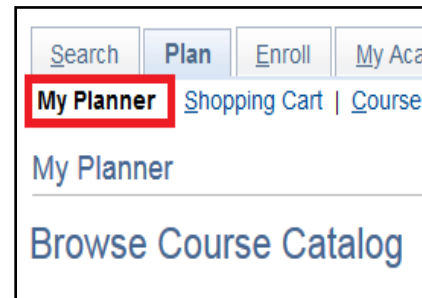 Search Plan Enroll My Aca
My Planner Shopping Cart | Course
My Planner
Browse Course Catalog